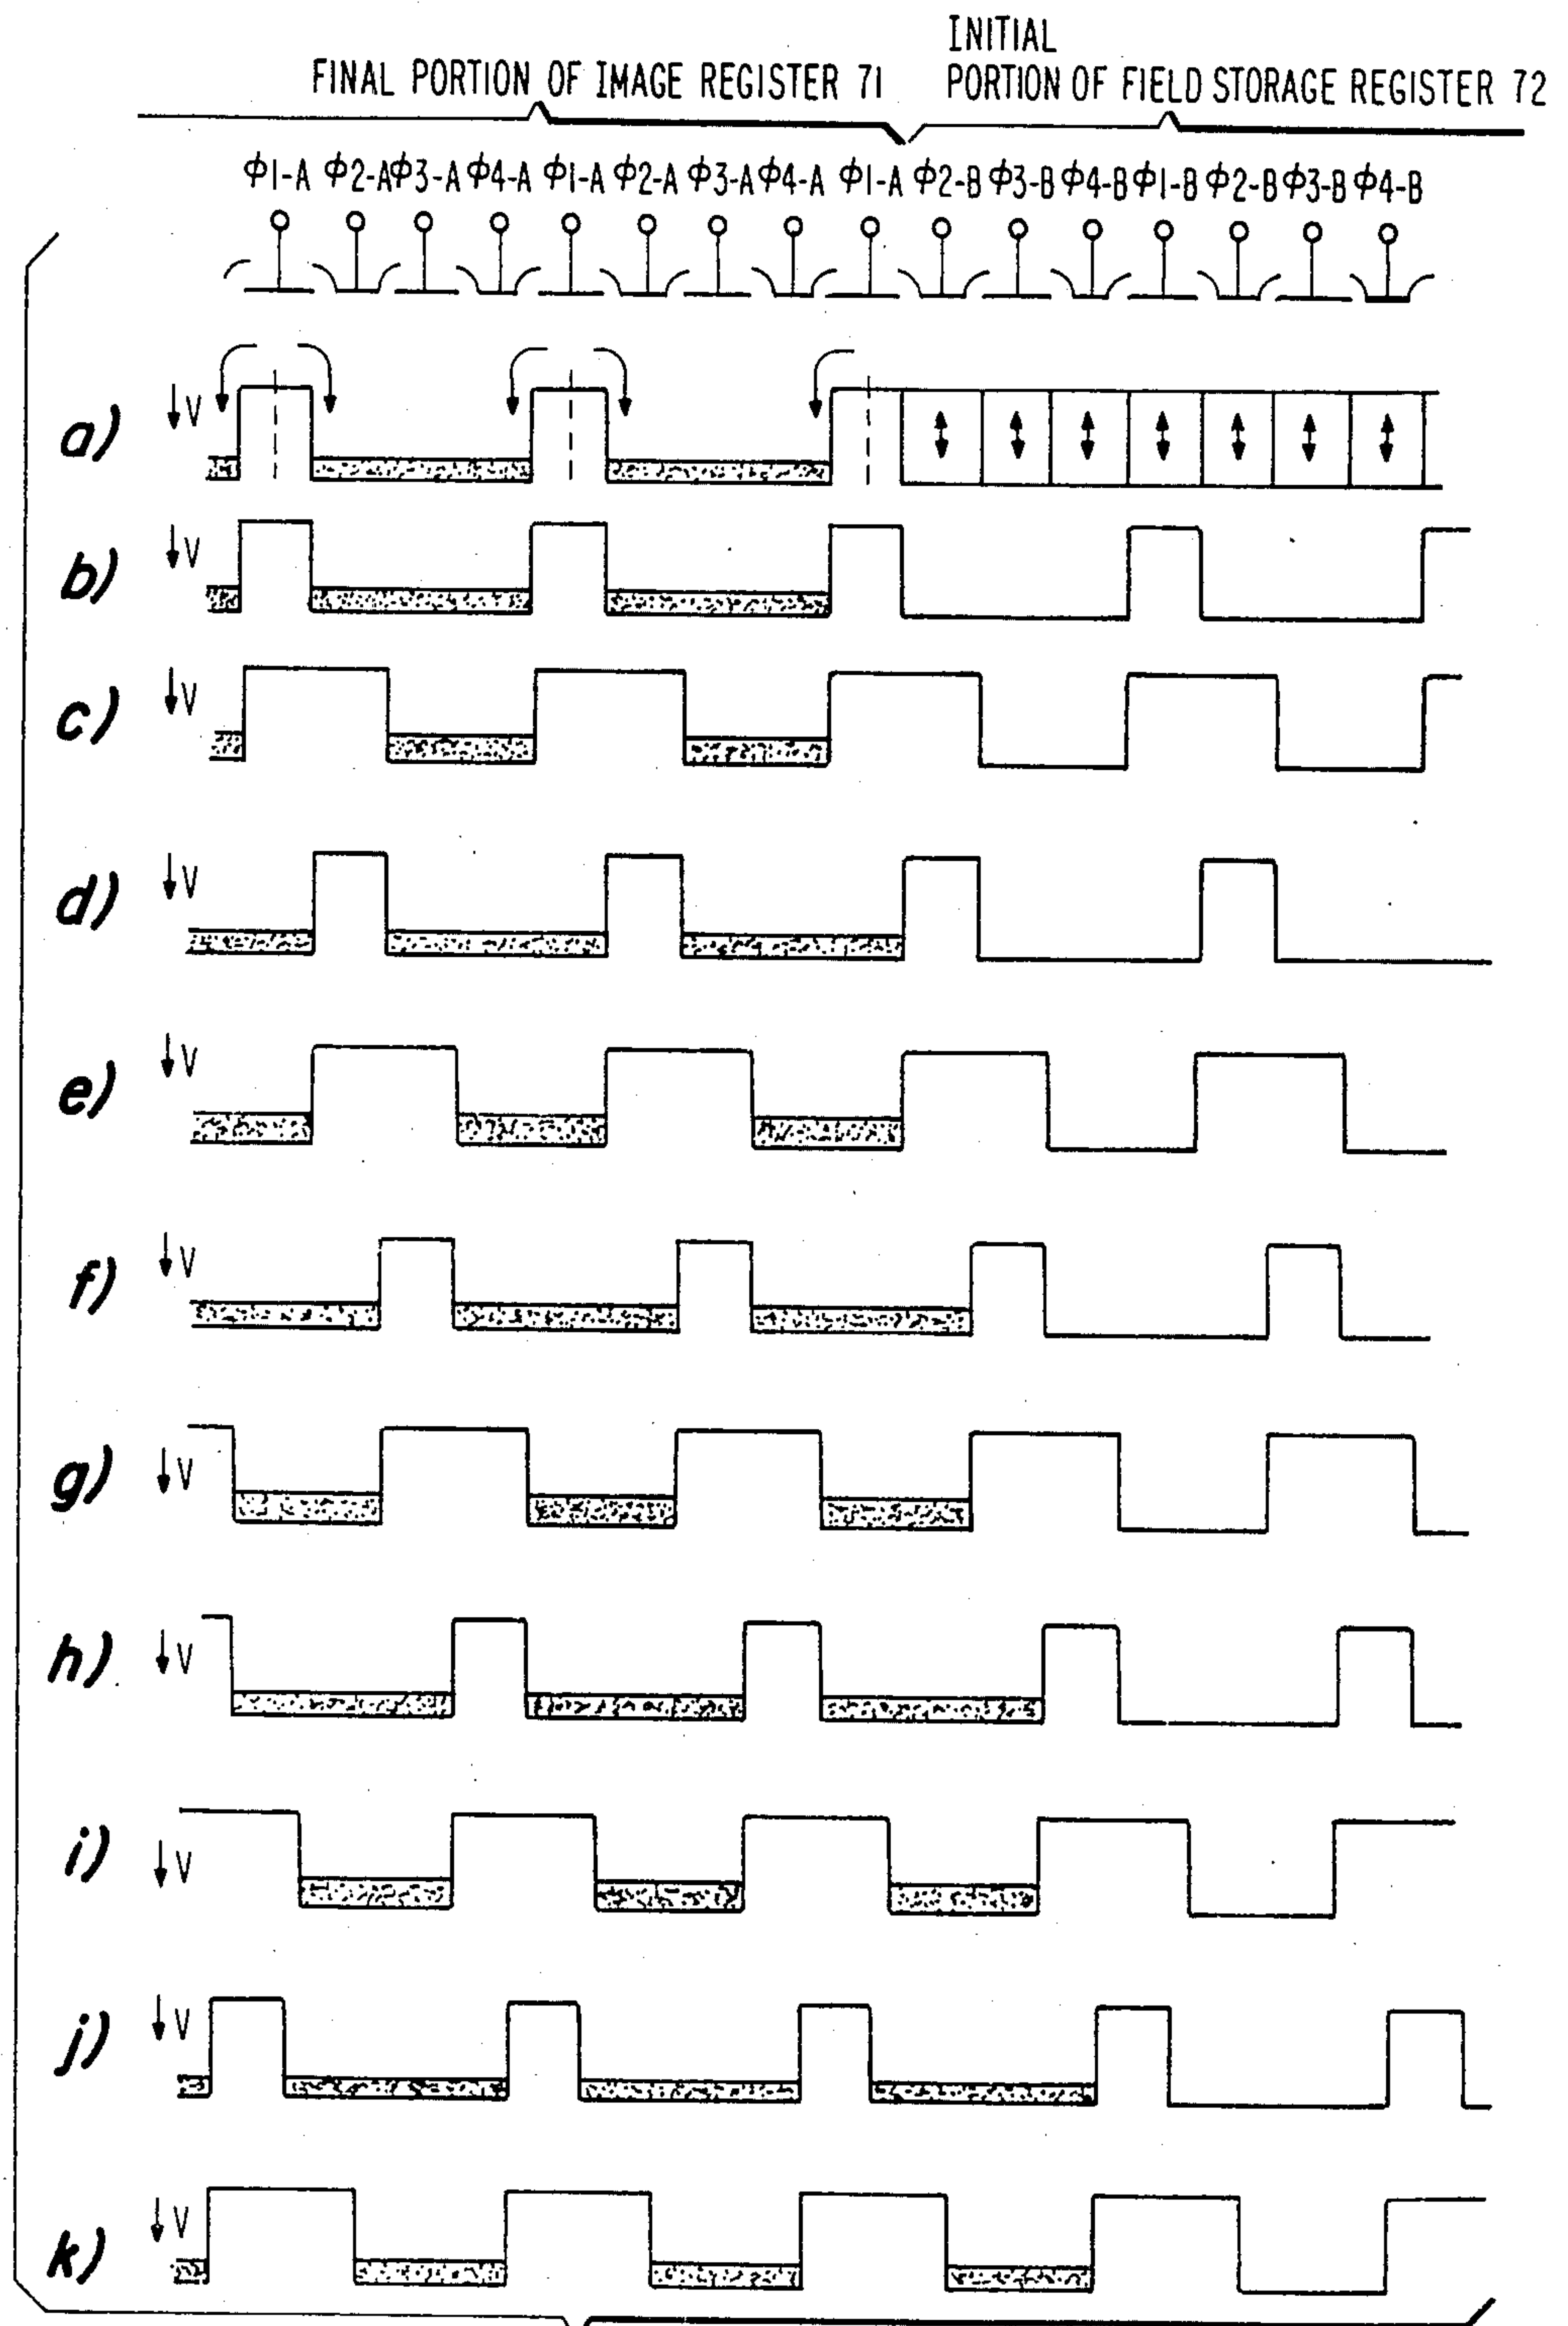 INITIAL
FINAL PORTION OF IMAGE REGISTER 71 PORTION OF FIELD STORAGE REGISTER 72
Φ1-A Φ2-A Φ3-A Φ4-A Φ1-A Φ2-A Φ3-A Φ4-A Φ1-A Φ2-B Φ3-B Φ4-B Φ1-B Φ2-B Φ3-B Φ4-B
a) V
b) V
c) V
d) V
e) V
f) V
g) V
h) V
i) V
j) V
k) V